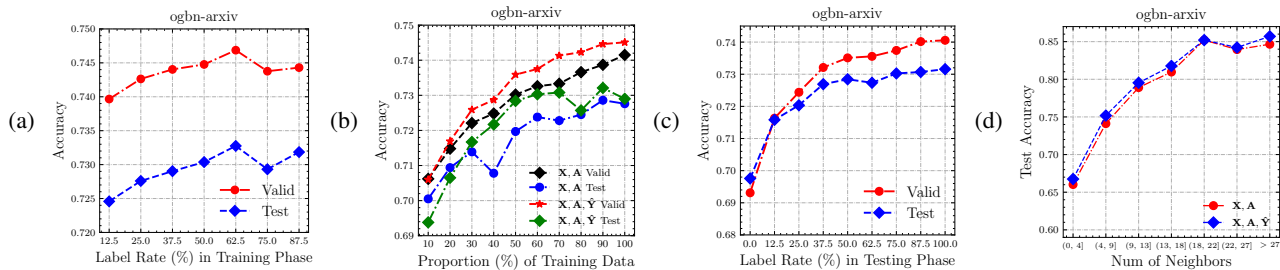 (a)
ogbn-arxiv
Accuracy
0.750
0.745
0.740
0.735
0.730
0.725
0.720
Valid
Test
12.5 25.0 37.5 50.0 62.5 75.0 87.5
Label Rate (%) in Training Phase
(b)
ogbn-arxiv
Accuracy
0.75
0.74
0.73
0.72
0.71
0.70
0.69
X, A Valid
X, A Test
X, A, Ŷ Valid
X, A, Ŷ Test
10 20 30 40 50 60 70 80 90 100
Proportion (%) of Training Data
(c)
ogbn-arxiv
Accuracy
0.74
0.73
0.72
0.71
0.70
0.69
0.68
Valid
Test
0.0 12.5 25.0 37.5 50.0 62.5 75.0 87.5 100.0
Label Rate (%) in Testing Phase
(d)
ogbn-arxiv
Test Accuracy
0.85
0.80
0.75
0.70
0.65
0.60
X, A
X, A, Ŷ
(0, 4] (4, 9] (9, 13] (13, 18] (18, 22] (22, 27] > 27
Num of Neighbors